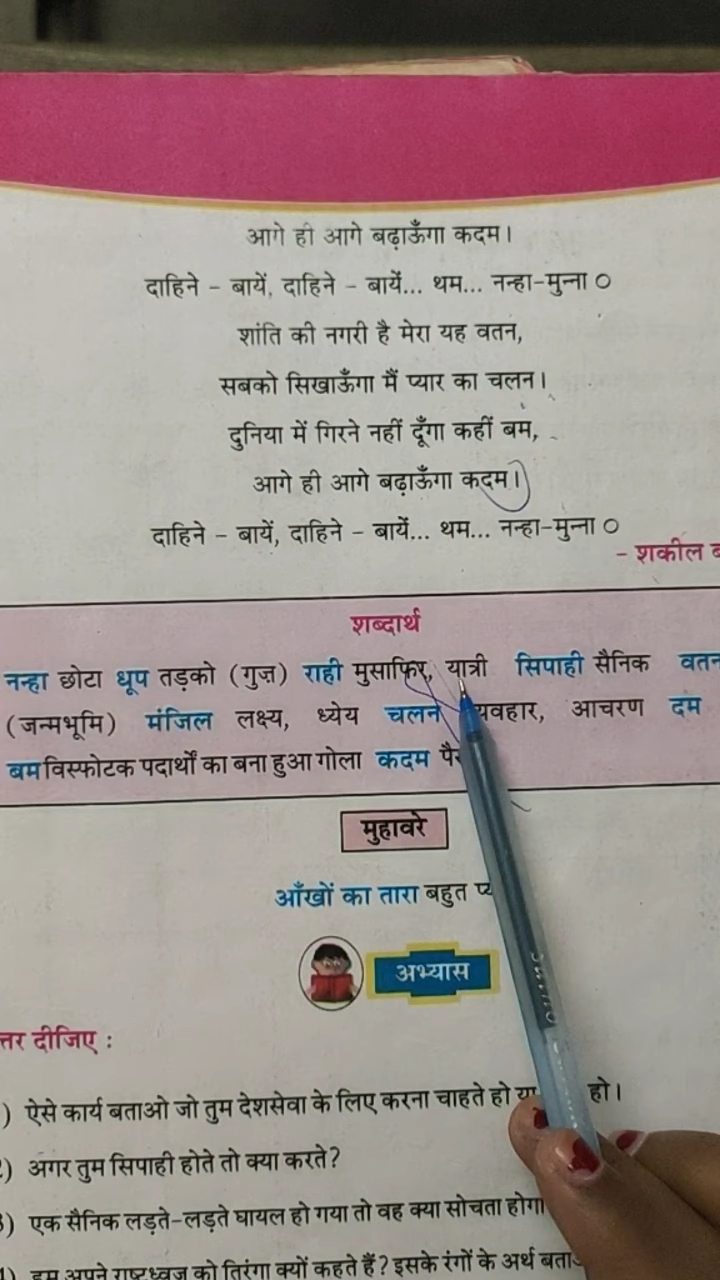 आगे ही आगे बढ़ाऊँगा कदम।
दाहिने - बायें, दाहिने - बायें... थम... नन्हा-मुन्ना ०
शांति की नगरी है मेरा यह वतन,
सबको सिखाऊँगा मैं प्यार का चलन।
दुनिया में गिरने नहीं दूँगा कहीं बम,
आगे ही आगे बढ़ाऊँगा कदम।
दाहिने - बायें, दाहिने - बायें... थम... नन्हा-मुन्ना ०
- शकील
शब्दार्थ
नन्हा छोटा धूप तड़को (गुज) राही मुसाफिर, यात्री सिपाही सैनिक वतन
(जन्मभूमि) मंजिल लक्ष्य, ध्येय चलन आचरण दम
बम विस्फोटक पदार्थों का बना हुआ गोला कदम
मुहावरे
आँखों का तारा बहुत
अभ्यास
दीजिए :
) ऐसे कार्य बताओ जो तुम देशसेवा के लिए करना चाहते हो हो।
) अगर तुम सिपाही होते तो क्या करते?
) एक सैनिक लड़ते-लड़ते घायल हो गया तो वह क्या सोचता होगा
) हम अपने राष्ट्रध्वज को तिरंगा क्यों कहते हैं? इसके रंगों के अर्थ